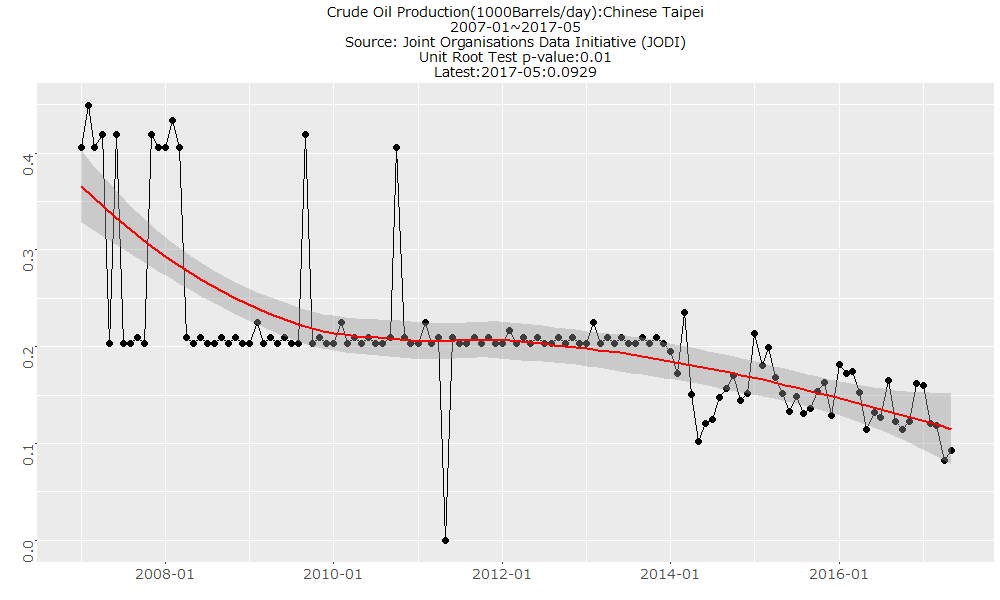 Crude Oil Production(1000Barrels/day):Chinese Taipei
2007-01~2017-05
Source: Joint Organisations Data Initiative (JODI)
Unit Root Test p-value:0.01
Latest:2017-05:0.0929
0.4
0.3
0.2
0.1
0.0
2008-01 2010-01 2012-01 2014-01 2016-01